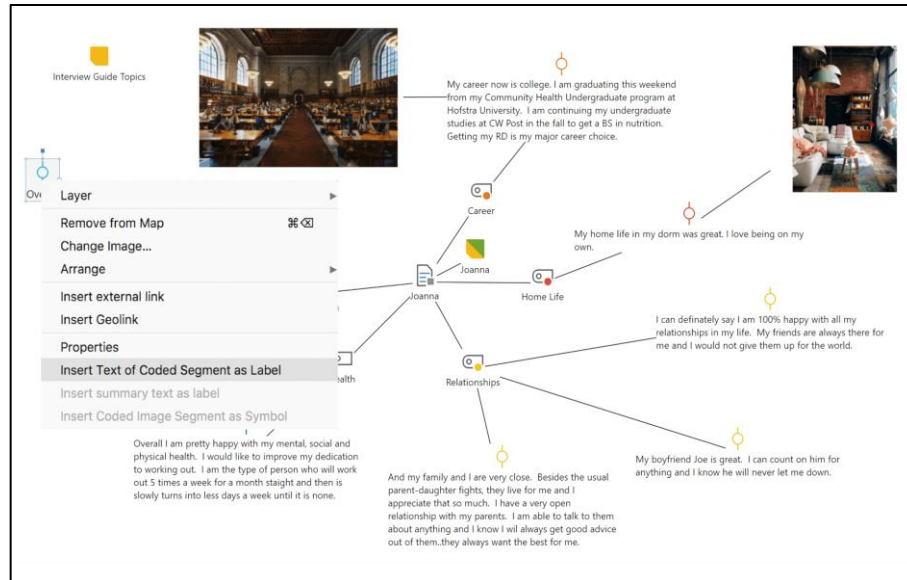 Interview Guide Topics
My career now is college. I am graduating this weekend
from my Community Health Undergraduate program at
Hofstra University. I am continuing my undergraduate
studies at CW Post in the fall to get a BS in nutrition.
Getting my RD is my major career choice.
Ove
Layer
Remove from Map ⌘⌫
Change Image...
Arrange
Insert external link
Insert Geolink
Properties
Insert Text of Coded Segment as Label
Insert summary text as label
Insert Coded Image Segment as Symbol
Career
My home life in my dorm was great. I love being on my
own.
Joanna
Joanna
Home Life
I can definately say I am 100% happy with all my
relationships in my life. My friends are always there for
me and I would not give them up for the world.
ealth
Relationships
Overall I am pretty happy with my mental, social and
physical health. I would like to improve my dedication
to working out. I am the type of person who will work
out 5 times a week for a month staight and then is
slowly turns into less days a week until it is none.
And my family and I are very close. Besides the usual
parent-daughter fights, they live for me and I
appreciate that so much. I have a very open
relationship with my parents. I am able to talk to them
about anything and I know I wil always get good advice
out of them..they always want the best for me.
My boyfriend Joe is great. I can count on him for
anything and I know he will never let me down.